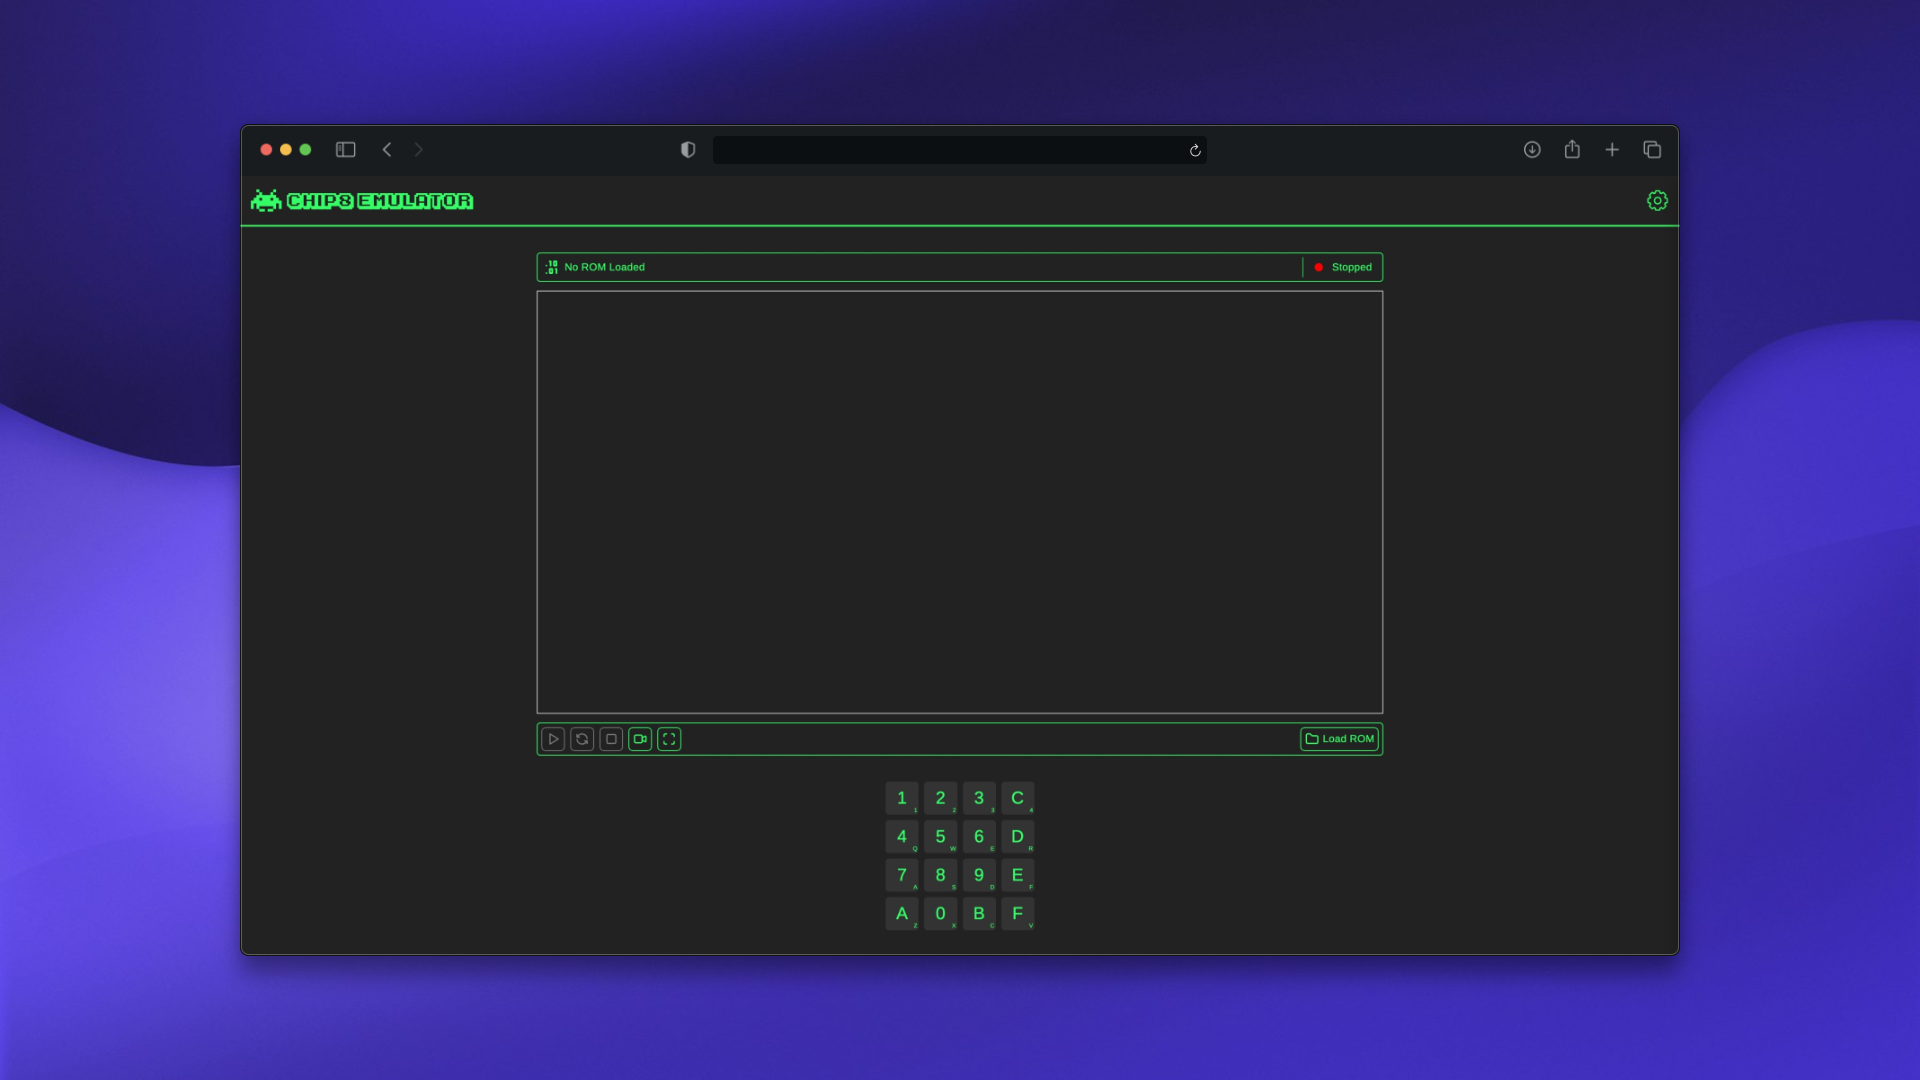 CHIP8 EMULATOR
No ROM Loaded
Stopped
Load ROM
1 1 2 2 3 3 C 4
4 Q 5 W 6 E D R
7 A 8 S 9 D E F
A Z 0 X B C F V